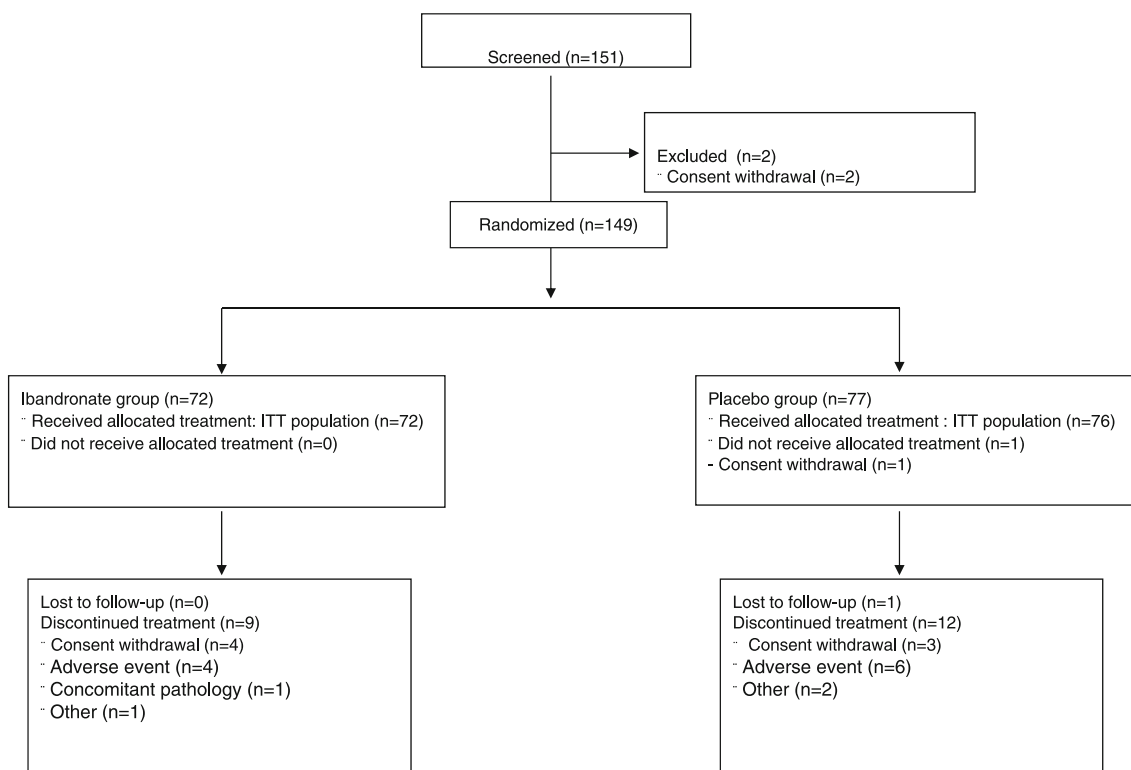 Screened (n=151)
Excluded (n=2)
¨ Consent withdrawal (n=2)
Randomized (n=149)
Ibandronate group (n=72)
¨ Received allocated treatment: ITT population (n=72)
¨ Did not receive allocated treatment (n=0)
Placebo group (n=77)
¨ Received allocated treatment : ITT population (n=76)
¨ Did not receive allocated treatment (n=1)
- Consent withdrawal (n=1)
Lost to follow-up (n=0)
Discontinued treatment (n=9)
¨ Consent withdrawal (n=4)
¨ Adverse event (n=4)
¨ Concomitant pathology (n=1)
¨ Other (n=1)
Lost to follow-up (n=1)
Discontinued treatment (n=12)
¨ Consent withdrawal (n=3)
¨ Adverse event (n=6)
¨ Other (n=2)